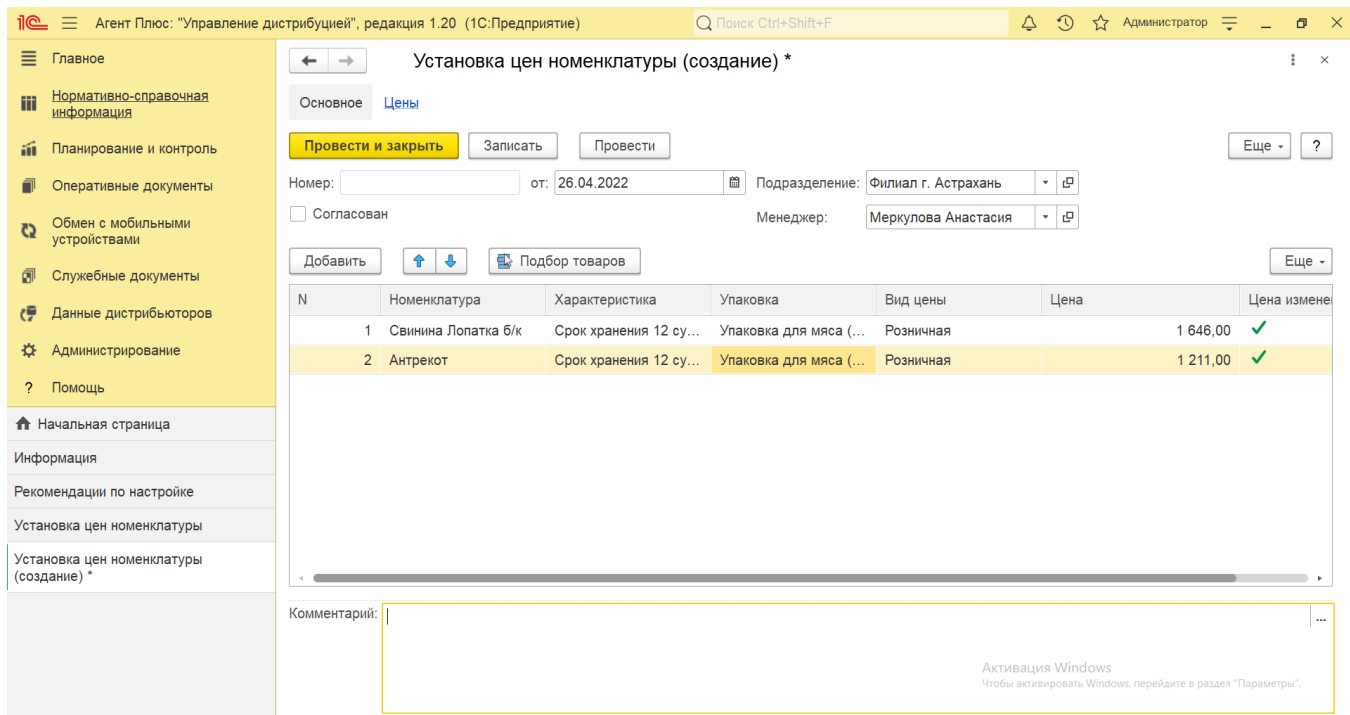 Агент Плюс: "Управление дистрибуцией", редакция 1.20 (1С:Предприятие)
Поиск Ctrl+Shift+F
Администратор
Главное
Нормативно-справочная
информация
Планирование и контроль
Оперативные документы
Обмен с мобильными
устройствами
Служебные документы
Данные дистрибьюторов
Администрирование
? Помощь
Начальная страница
Информация
Рекомендации по настройке
Установка цен номенклатуры
Установка цен номенклатуры
(создание) *
Установка цен номенклатуры (создание) *
Основное Цены
Провести и закрыть Записать Провести Еще ?
Номер: от: 26.04.2022 Подразделение: Филиал г. Астрахань
Согласован Менеджер: Меркулова Анастасия
Добавить Подбор товаров Еще
N Номенклатура Характеристика Упаковка Вид цены Цена Цена изменен
1 Свинина Лопатка б/к Срок хранения 12 су... Упаковка для мяса (... Розничная 1 646,00
2 Антрекот Срок хранения 12 су... Упаковка для мяса (... Розничная 1 211,00
Комментарий: ...
Активация Windows
Чтобы активировать Windows, перейдите в раздел "Параметры".